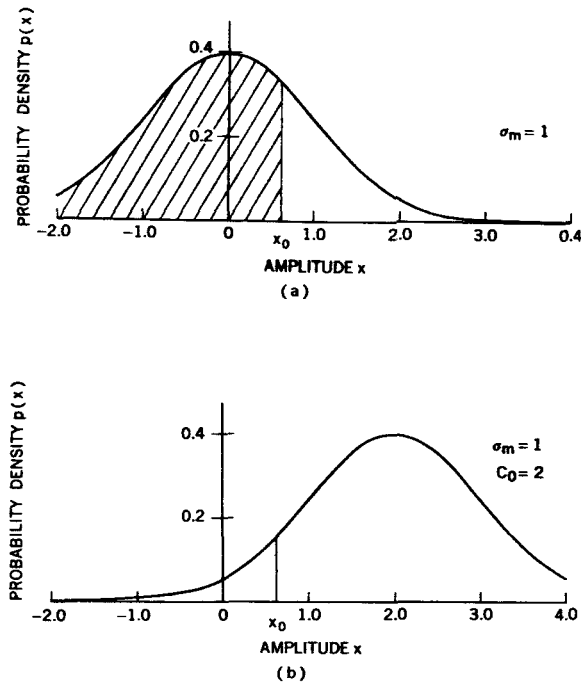 PROBABILITY DENSITY p(x)
0.4
0.2
σm = 1
−2.0 −1.0 0 x0 1.0 2.0 3.0 0.4
AMPLITUDE x
(a)
PROBABILITY DENSITY p(x)
0.4
0.2
σm = 1
C0 = 2
−2.0 −1.0 0 x0 1.0 2.0 3.0 4.0
AMPLITUDE x
(b)